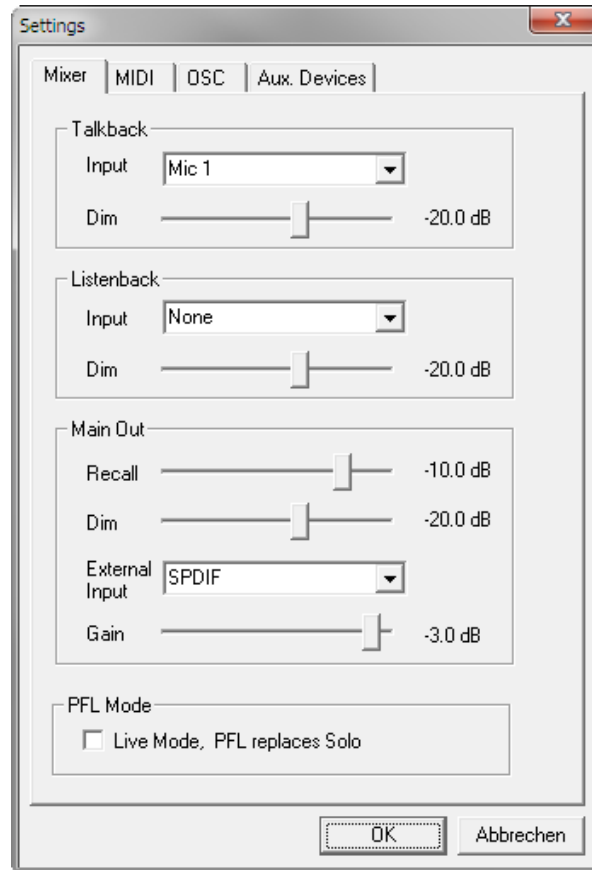 Settings
Mixer MIDI OSC Aux. Devices
Talkback
Input Mic 1
Dim -20.0 dB
Listenback
Input None
Dim -20.0 dB
Main Out
Recall -10.0 dB
Dim -20.0 dB
External Input SPDIF
Gain -3.0 dB
PFL Mode
Live Mode, PFL replaces Solo
OK Abbrechen